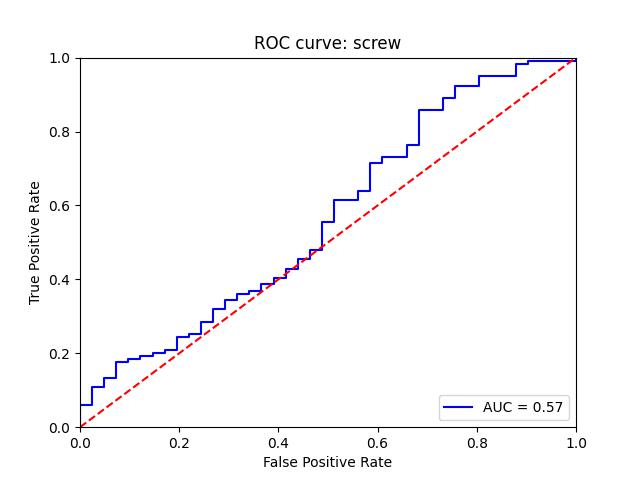 ROC curve: screw
1.0
0.8
0.6
0.4
0.2
0.0
True Positive Rate
0.0 0.2 0.4 0.6 0.8 1.0
False Positive Rate
AUC = 0.57